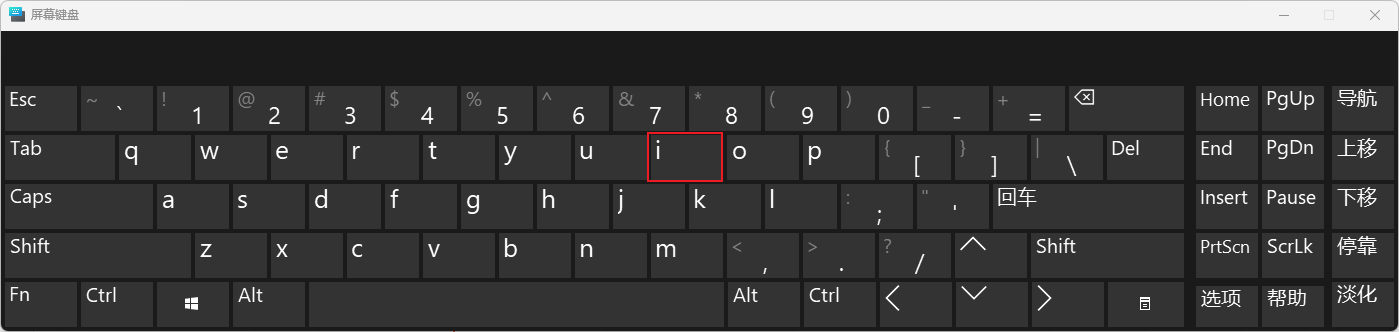 屏幕键盘
Esc ~ ` ! 1 @ 2 # 3 $ 4 % 5 ^ 6 & 7 * 8 ( 9 ) 0 _ - + = Home PgUp 导航
Tab q w e r t y u i o p { [ } ] | \ Del End PgDn 上移
Caps a s d f g h j k l : ; " ' 回车 Insert Pause 下移
Shift z x c v b n m < , > . ? / Shift PrtScn ScrLk 停靠
Fn Ctrl Alt Alt Ctrl 选项 帮助 淡化